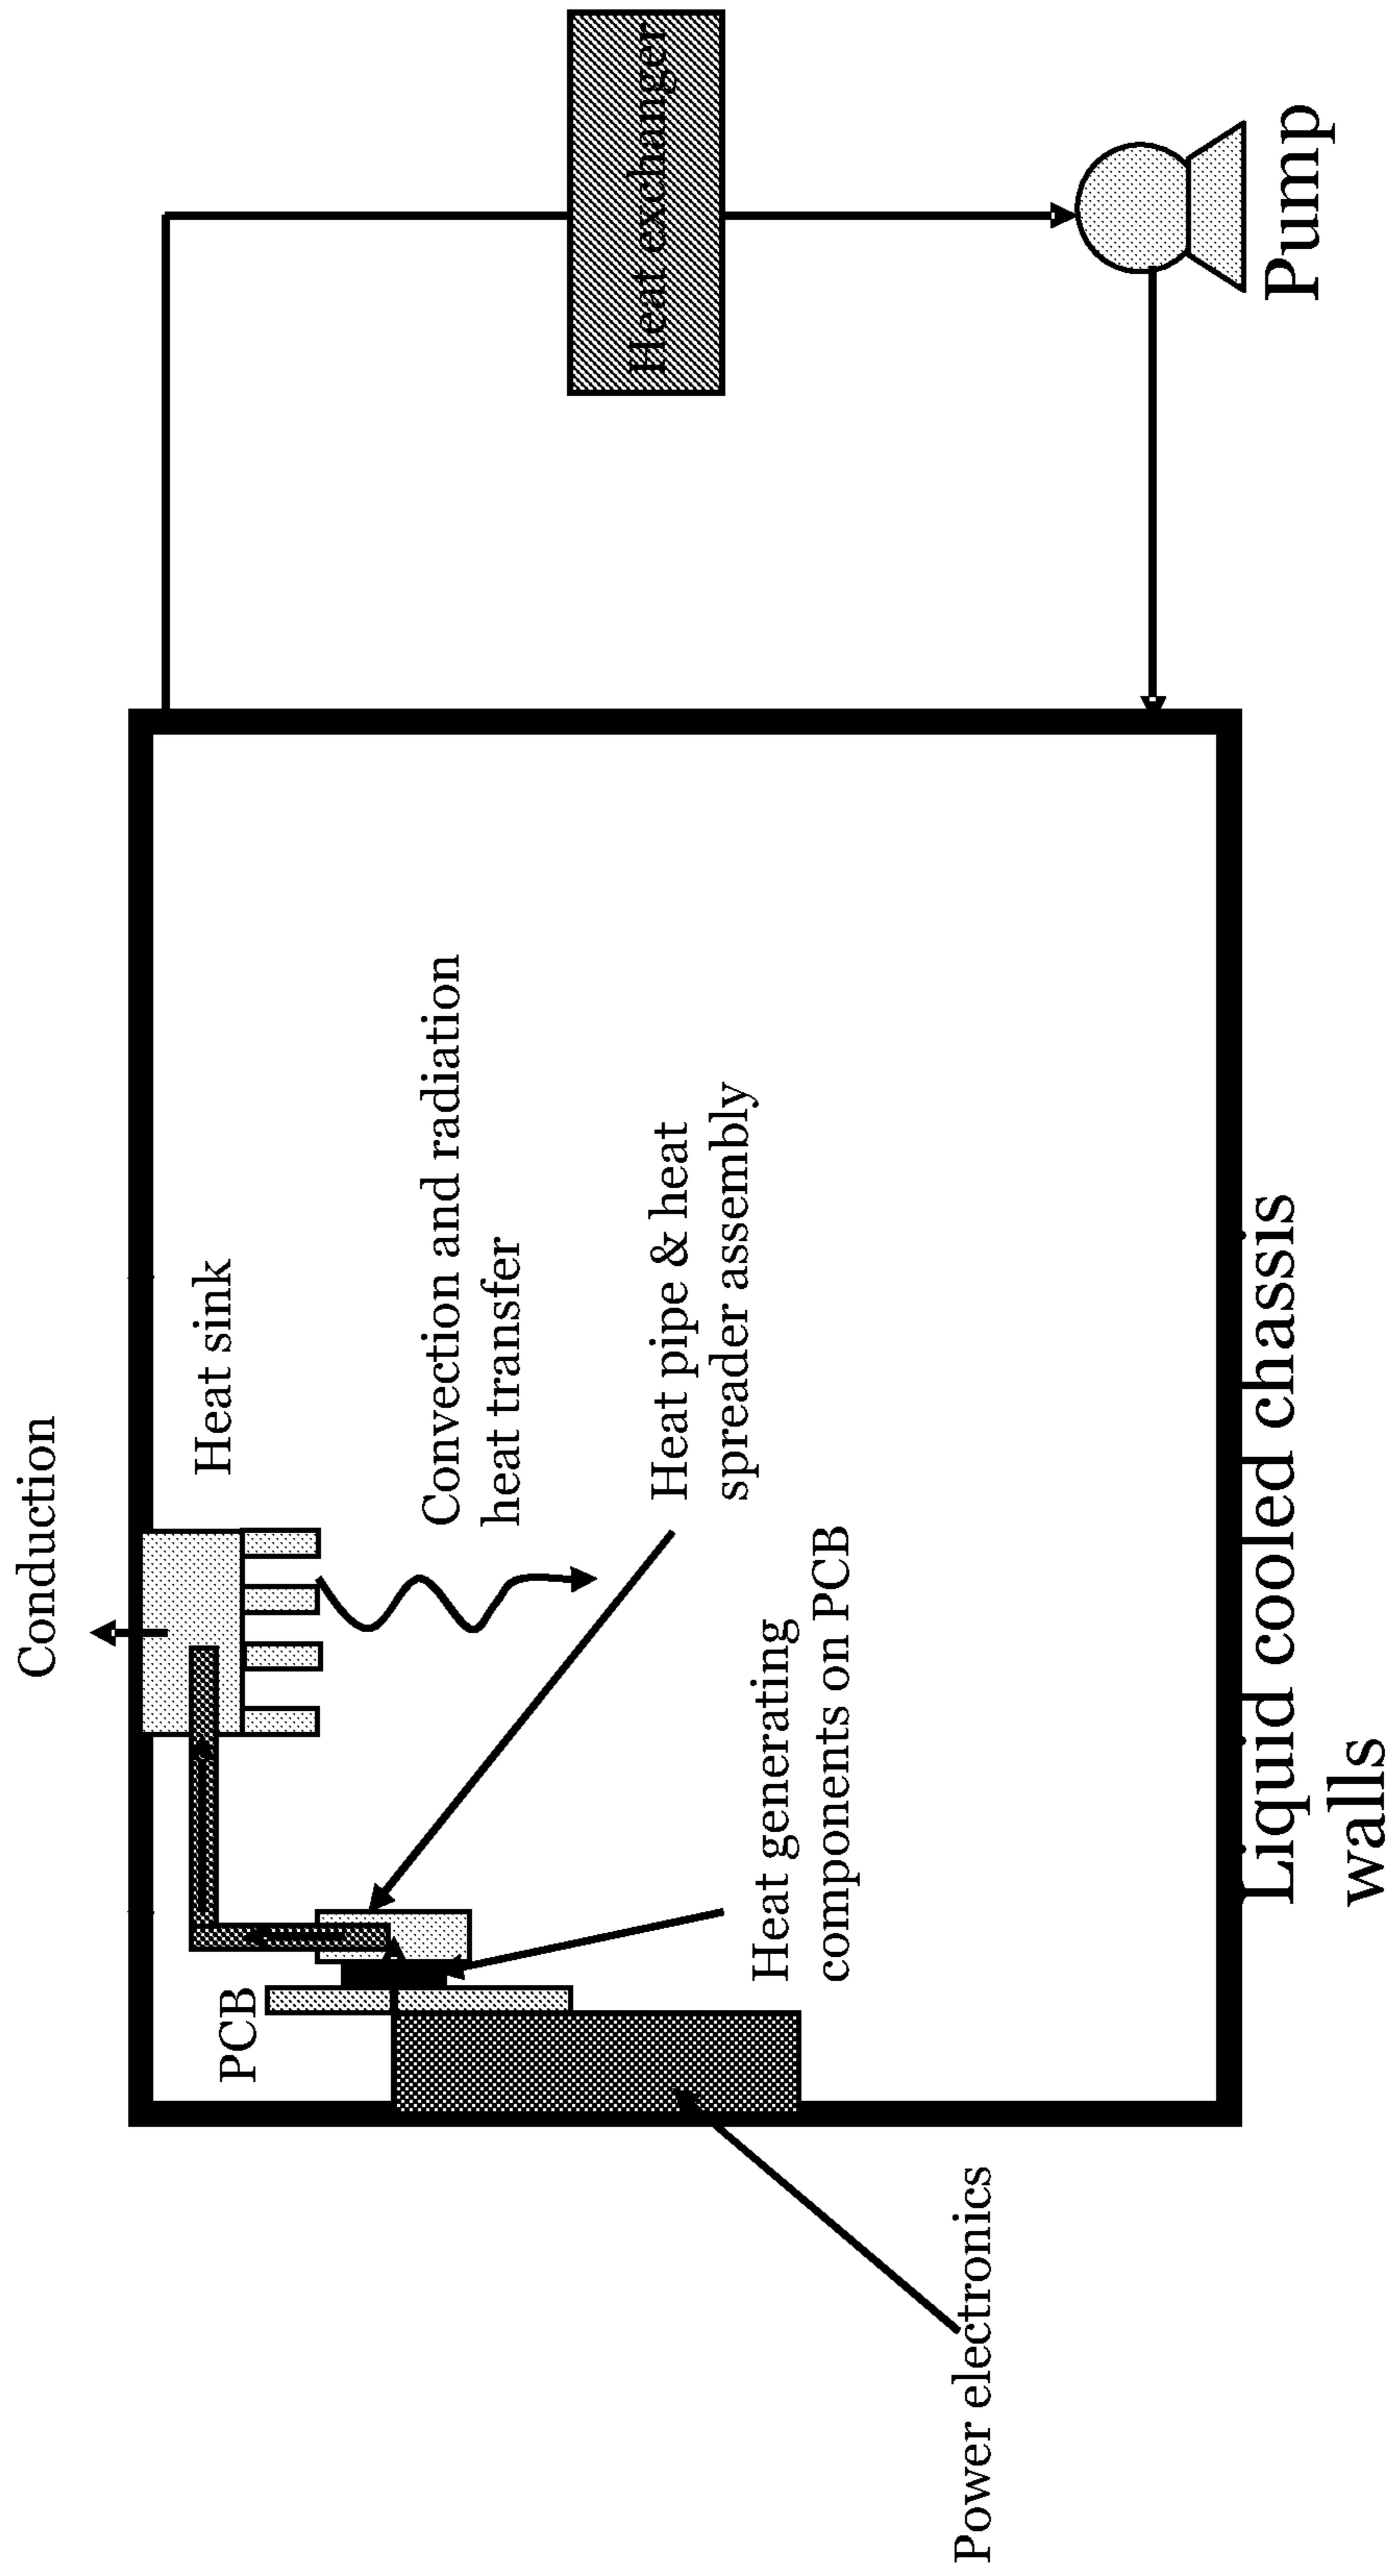 Conduction
Heat sink
Convection and radiation
heat transfer
Heat pipe & heat
spreader assembly
PCB
Heat generating
components on PCB
Power electronics
Liquid cooled chassis
walls
Heat exchanger
Pump